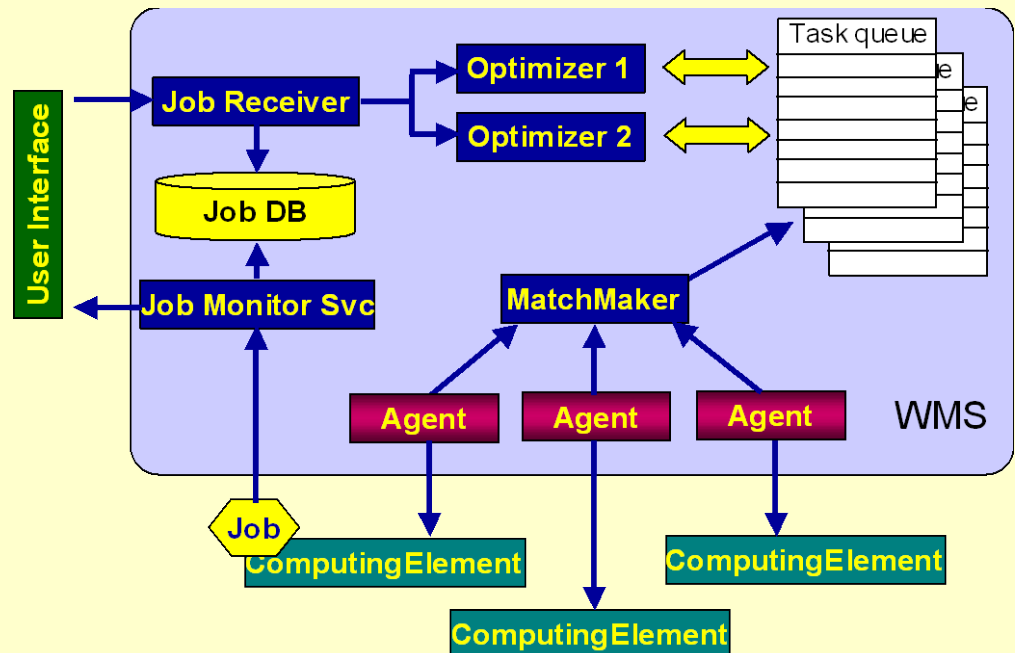 Task queue
ue
e
Optimizer 1
Job Receiver
Optimizer 2
User Interface
Job DB
Job Monitor Svc
MatchMaker
Agent
Agent
Agent
WMS
Job
ComputingElement
ComputingElement
ComputingElement